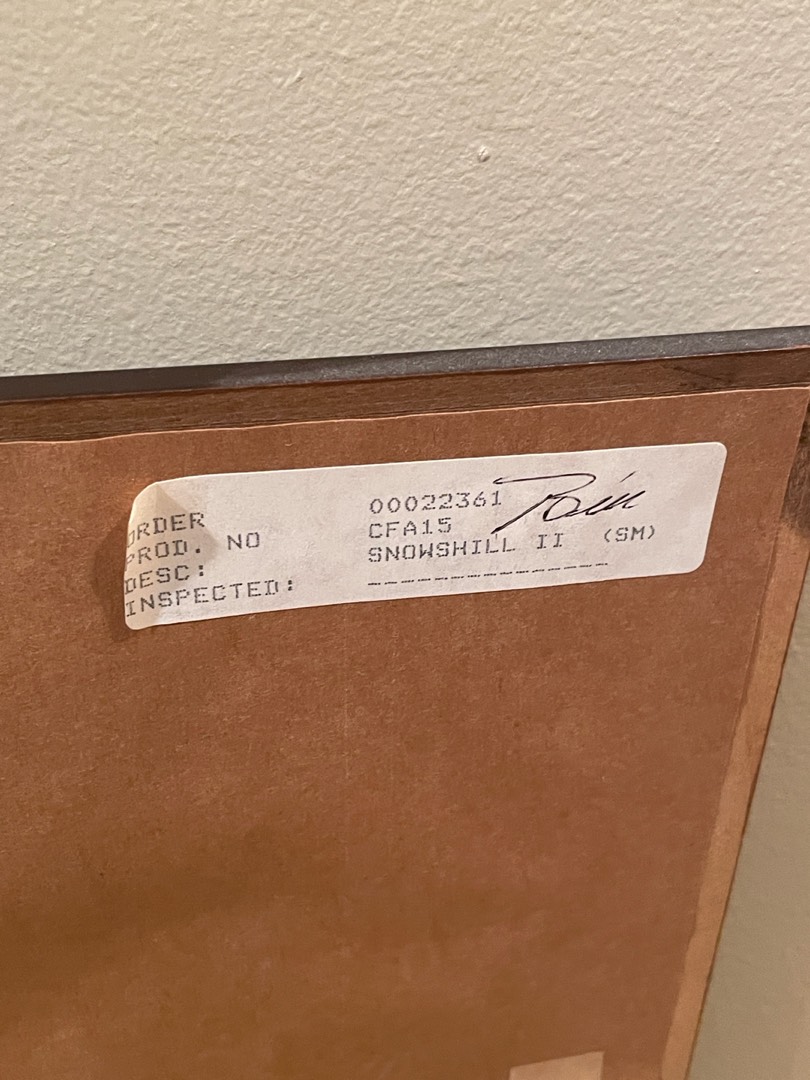 ORDER 00022361
PROD. NO CFA15
DESC: SNOWSHILL II (SM)
INSPECTED: _ _ _ _ _ _ _ _ _ _ _ _ _ _ _